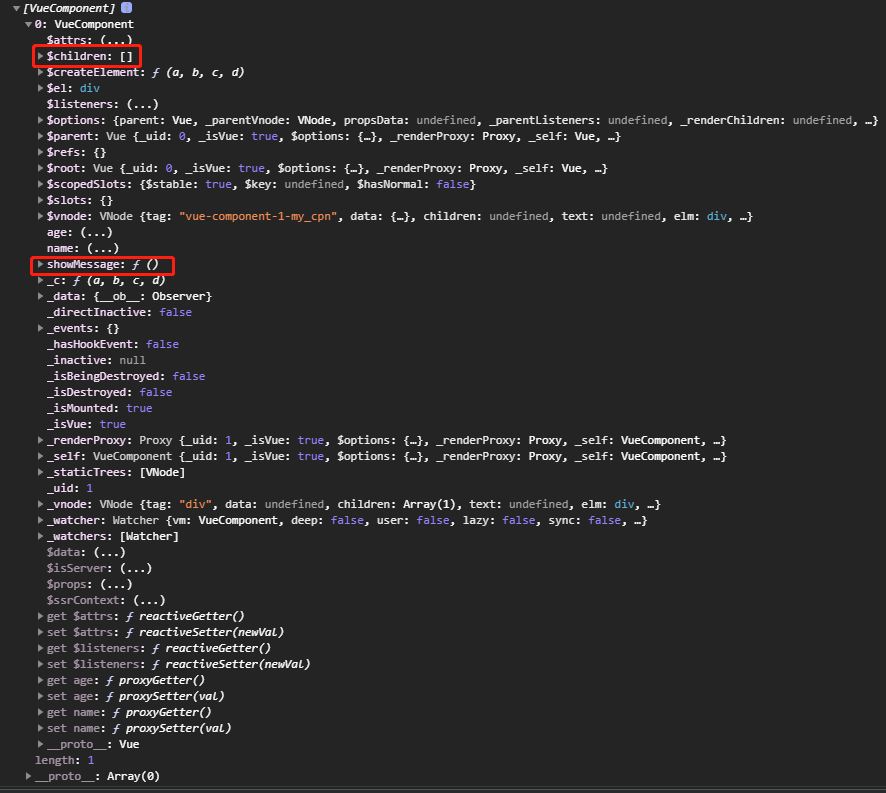 [VueComponent] i
0: VueComponent
$attrs: (...)
$children: []
$createElement: ƒ (a, b, c, d)
$el: div
$listeners: (...)
$options: {parent: Vue, _parentVnode: VNode, propsData: undefined, _parentListeners: undefined, _renderChildren: undefined, …}
$parent: Vue {_uid: 0, _isVue: true, $options: {…}, _renderProxy: Proxy, _self: Vue, …}
$refs: {}
$root: Vue {_uid: 0, _isVue: true, $options: {…}, _renderProxy: Proxy, _self: Vue, …}
$scopedSlots: {$stable: true, $key: undefined, $hasNormal: false}
$slots: {}
$vnode: VNode {tag: "vue-component-1-my_cpn", data: {…}, children: undefined, text: undefined, elm: div, …}
age: (...)
name: (...)
showMessage: ƒ ()
_c: ƒ (a, b, c, d)
_data: {__ob__: Observer}
_directInactive: false
_events: {}
_hasHookEvent: false
_inactive: null
_isBeingDestroyed: false
_isDestroyed: false
_isMounted: true
_isVue: true
_renderProxy: Proxy {_uid: 1, _isVue: true, $options: {…}, _renderProxy: Proxy, _self: VueComponent, …}
_self: VueComponent {_uid: 1, _isVue: true, $options: {…}, _renderProxy: Proxy, _self: VueComponent, …}
_staticTrees: [VNode]
_uid: 1
_vnode: VNode {tag: "div", data: undefined, children: Array(1), text: undefined, elm: div, …}
_watcher: Watcher {vm: VueComponent, deep: false, user: false, lazy: false, sync: false, …}
_watchers: [Watcher]
$data: (...)
$isServer: (...)
$props: (...)
$ssrContext: (...)
get $attrs: ƒ reactiveGetter()
set $attrs: ƒ reactiveSetter(newVal)
get $listeners: ƒ reactiveGetter()
set $listeners: ƒ reactiveSetter(newVal)
get age: ƒ proxyGetter()
set age: ƒ proxySetter(val)
get name: ƒ proxyGetter()
set name: ƒ proxySetter(val)
__proto__: Vue
length: 1
__proto__: Array(0)